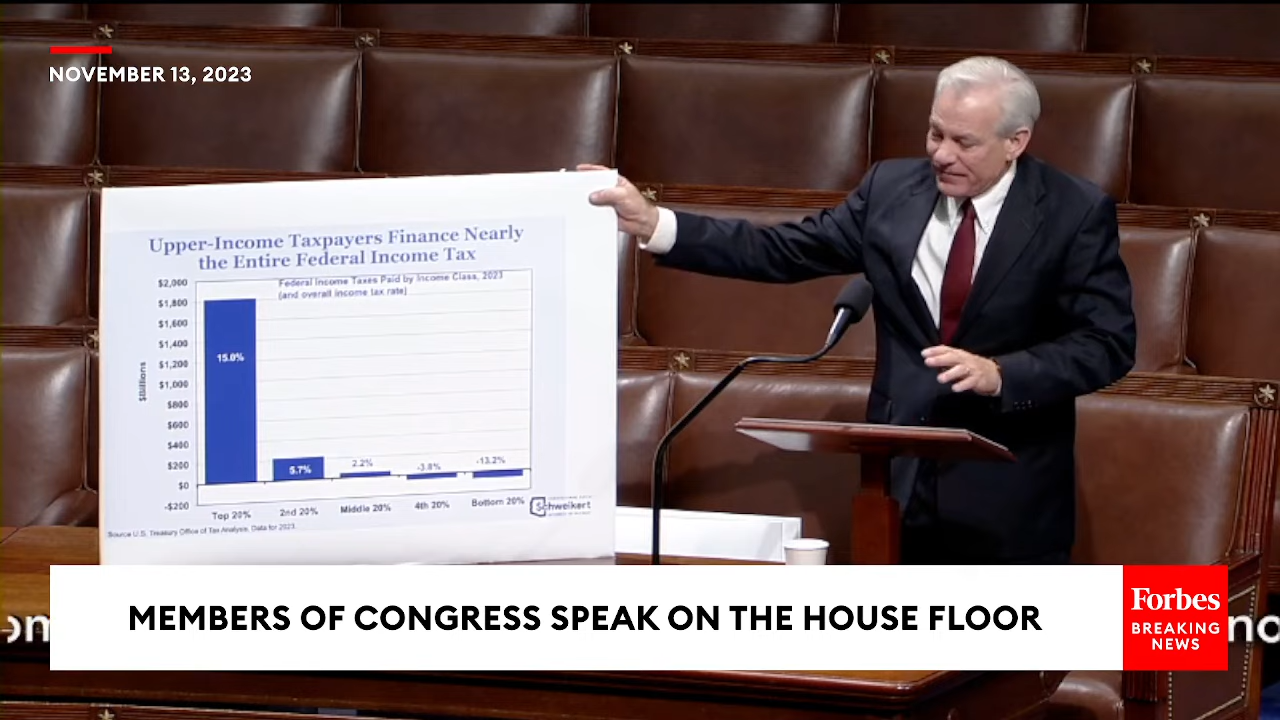 NOVEMBER 13, 2023
Upper-Income Taxpayers Finance Nearly
the Entire Federal Income Tax
Federal Income Taxes Paid by Income Class, 2023
(and overall income tax rate)
$Billions
$2,000
$1,800
$1,600
$1,400
$1,200
$1,000
$800
$600
$400
$200
$0
-$200
15.0%
5.7%
2.2%
-3.8%
-13.2%
Top 20%
2nd 20%
Middle 20%
4th 20%
Bottom 20%
Schweikert
Source U.S. Treasury Office of Tax Analysis, Data for 2023.
MEMBERS OF CONGRESS SPEAK ON THE HOUSE FLOOR
Forbes
BREAKING
NEWS